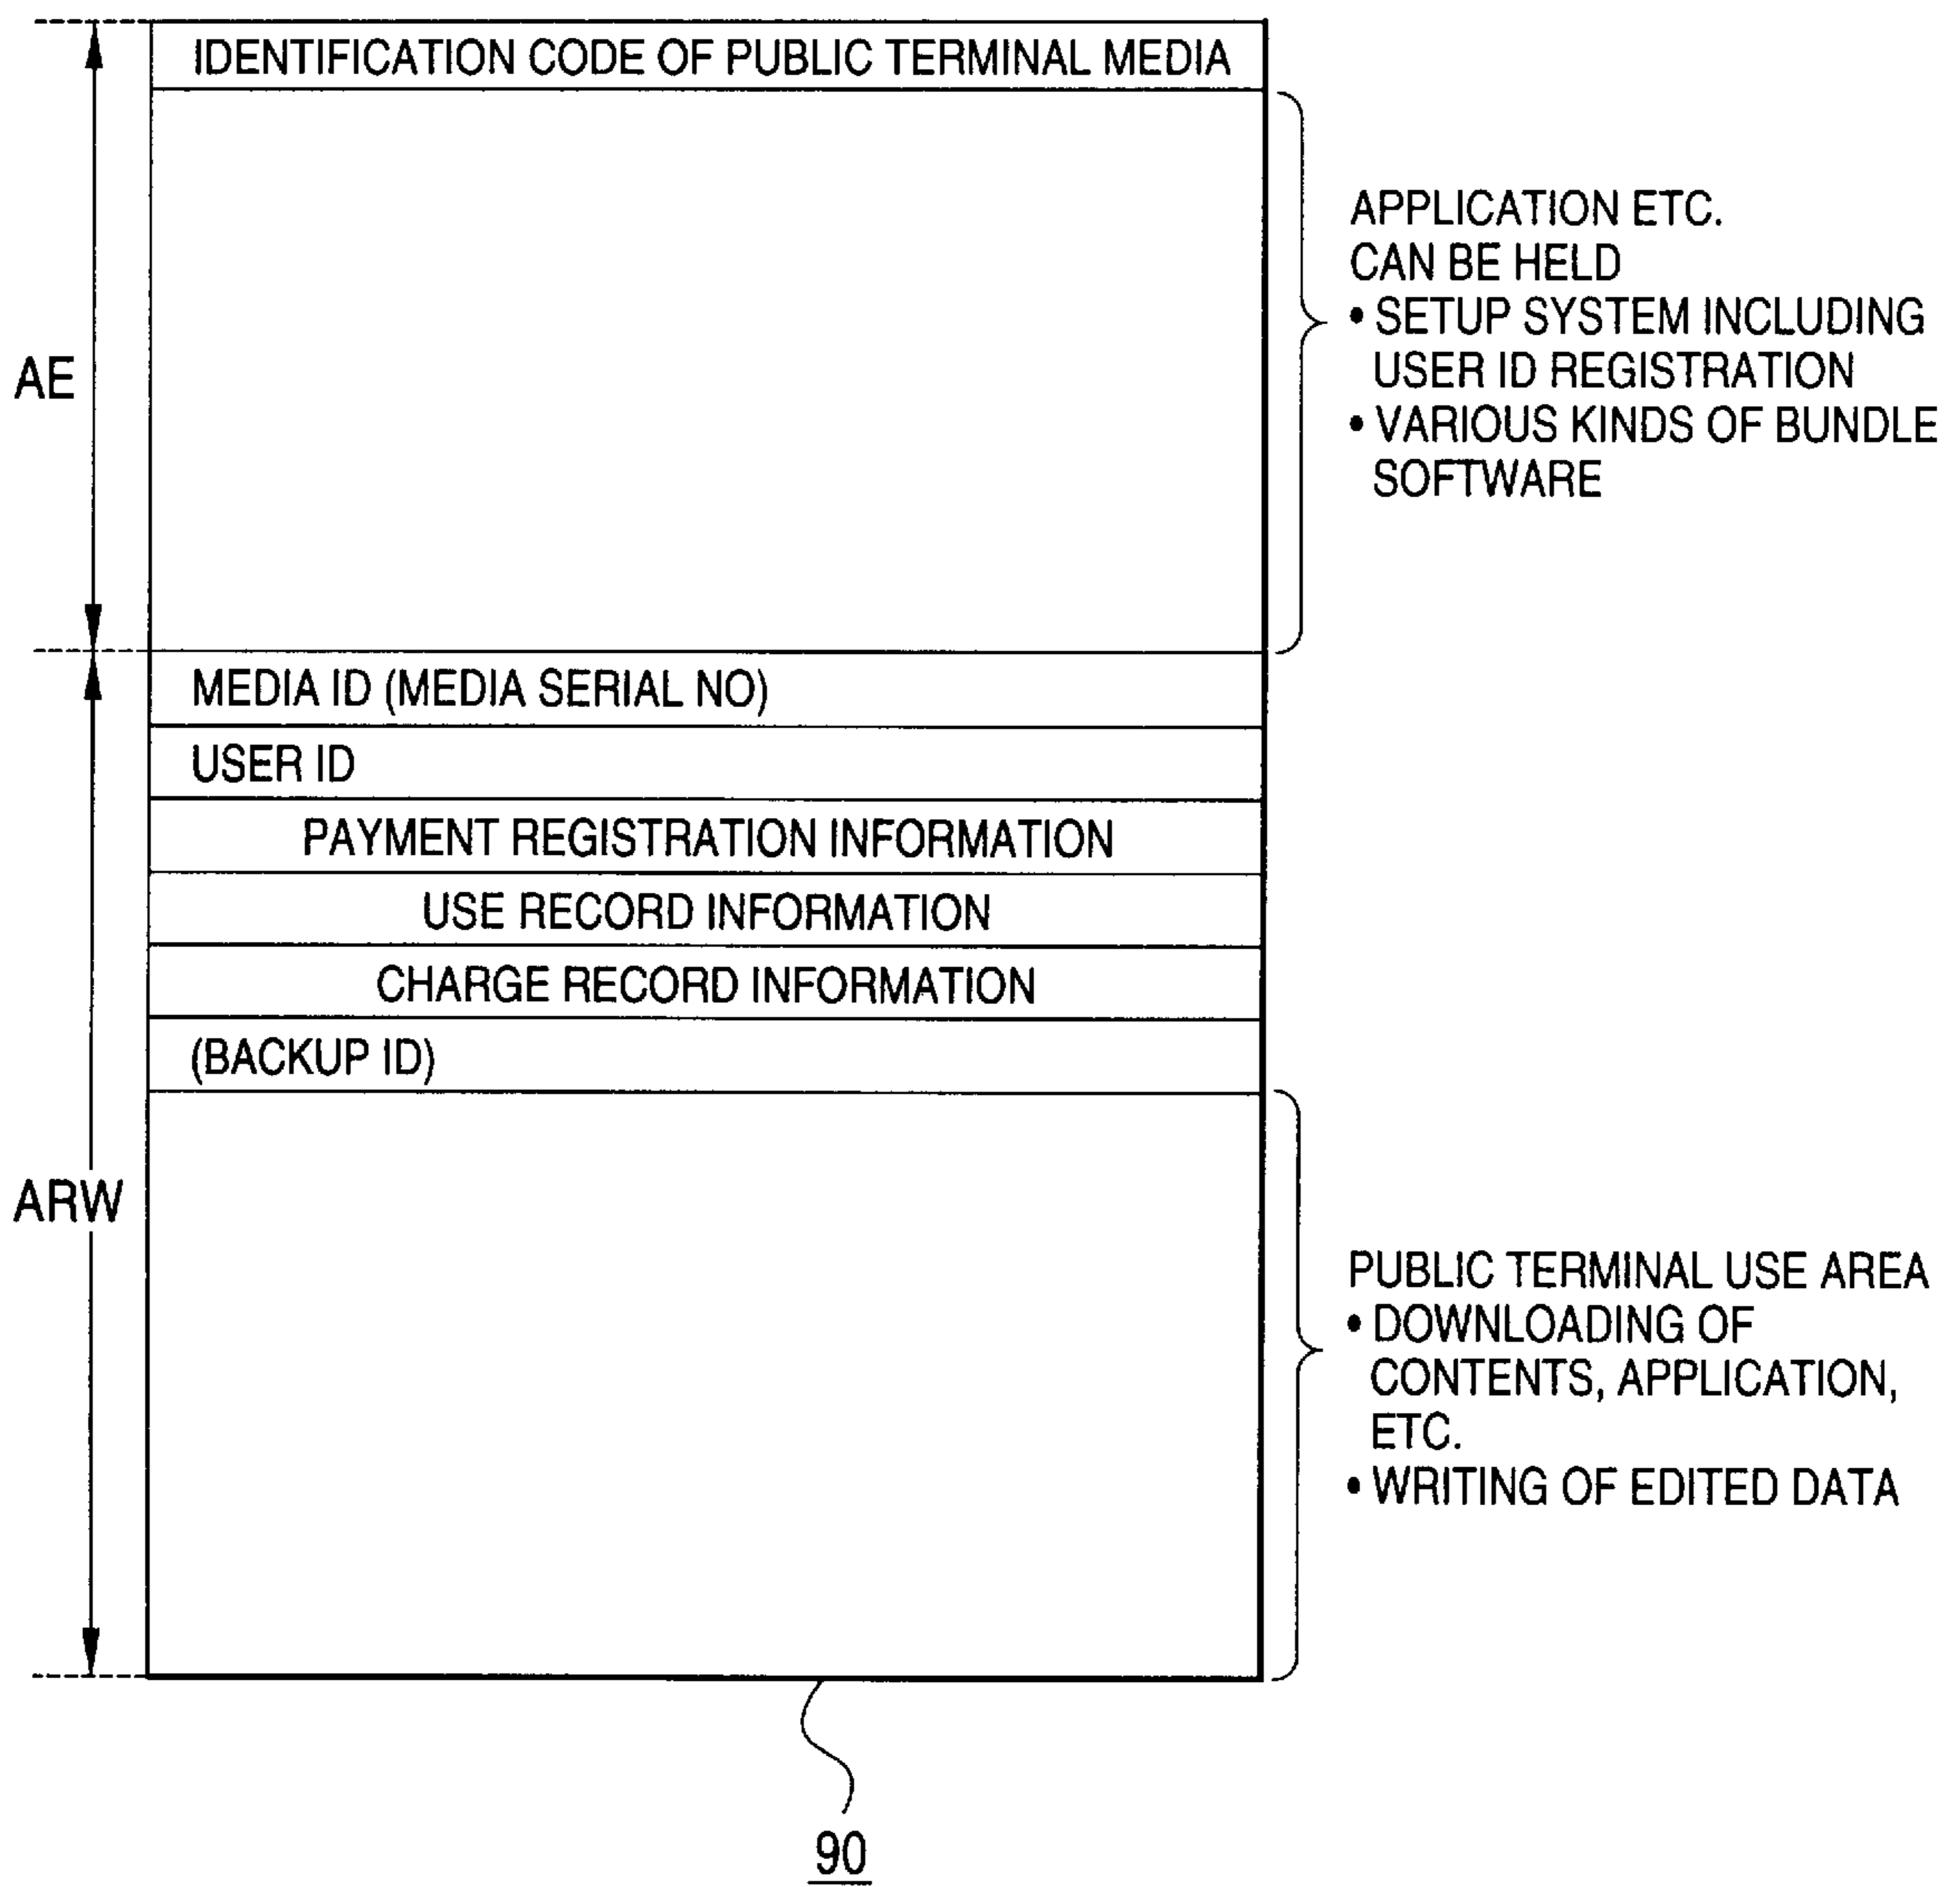 IDENTIFICATION CODE OF PUBLIC TERMINAL MEDIA
APPLICATION ETC.
CAN BE HELD
• SETUP SYSTEM INCLUDING
USER ID REGISTRATION
• VARIOUS KINDS OF BUNDLE
SOFTWARE
AE
MEDIA ID (MEDIA SERIAL NO)
USER ID
PAYMENT REGISTRATION INFORMATION
USE RECORD INFORMATION
CHARGE RECORD INFORMATION
(BACKUP ID)
ARW
PUBLIC TERMINAL USE AREA
• DOWNLOADING OF
CONTENTS, APPLICATION,
ETC.
• WRITING OF EDITED DATA
90